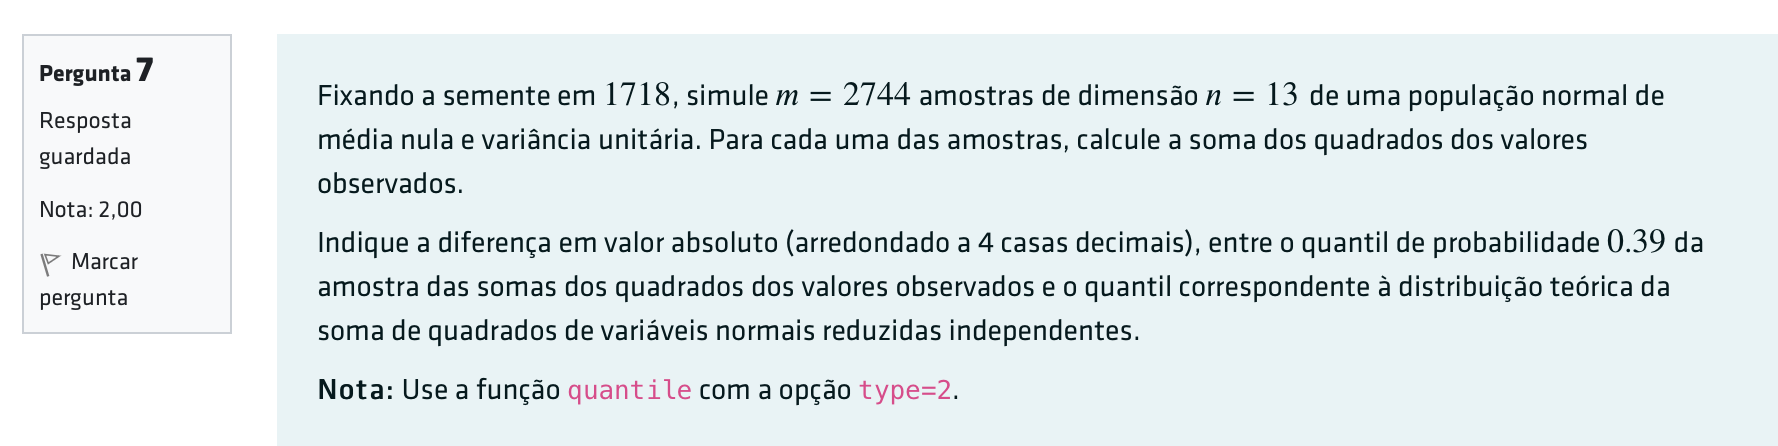 Pergunta 7
Resposta
guardada
Nota: 2,00
Marcar
pergunta
Fixando a semente em 1718, simule m = 2744 amostras de dimensão n = 13 de uma população normal de
média nula e variância unitária. Para cada uma das amostras, calcule a soma dos quadrados dos valores
observados.
Indique a diferença em valor absoluto (arredondado a 4 casas decimais), entre o quantil de probabilidade 0.39 da
amostra das somas dos quadrados dos valores observados e o quantil correspondente à distribuição teórica da
soma de quadrados de variáveis normais reduzidas independentes.
Nota: Use a função quantile com a opção type=2.